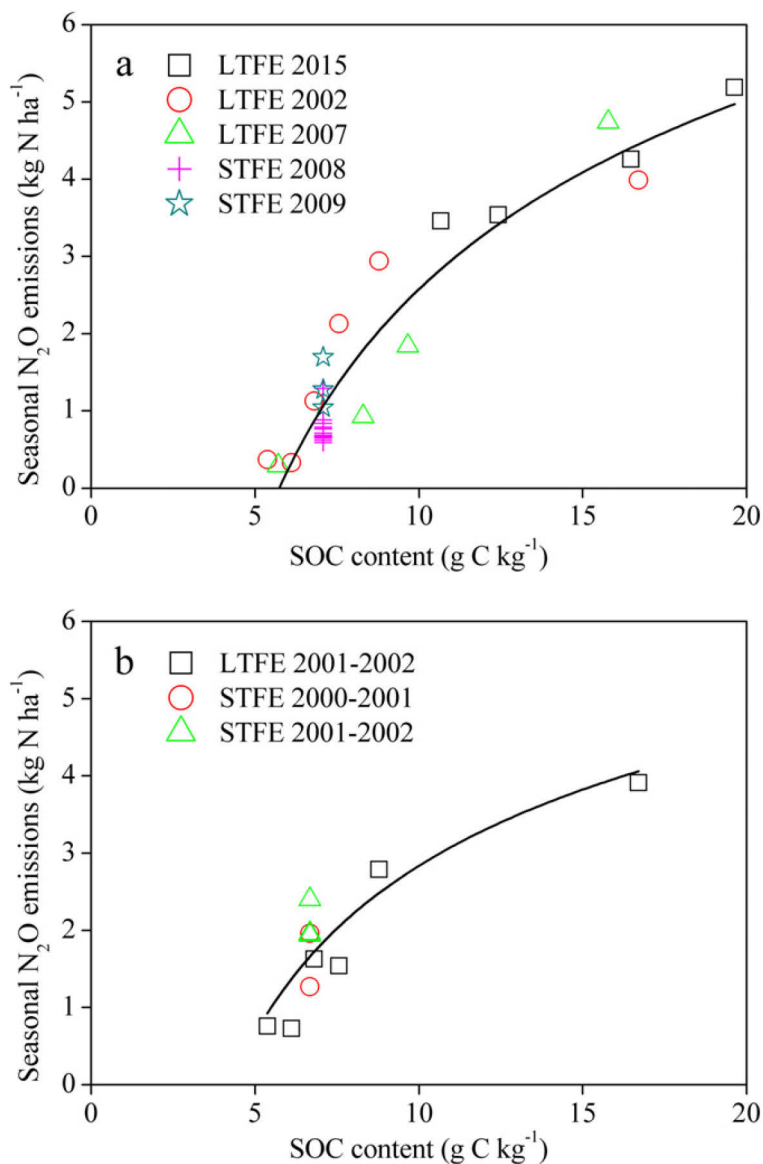 a
LTFE 2015
LTFE 2002
LTFE 2007
STFE 2008
STFE 2009
Seasonal N₂O emissions (kg N ha⁻¹)
6
5
4
3
2
1
0
0 5 10 15 20
SOC content (g C kg⁻¹)
b
LTFE 2001-2002
STFE 2000-2001
STFE 2001-2002
Seasonal N₂O emissions (kg N ha⁻¹)
6
5
4
3
2
1
0
0 5 10 15 20
SOC content (g C kg⁻¹)